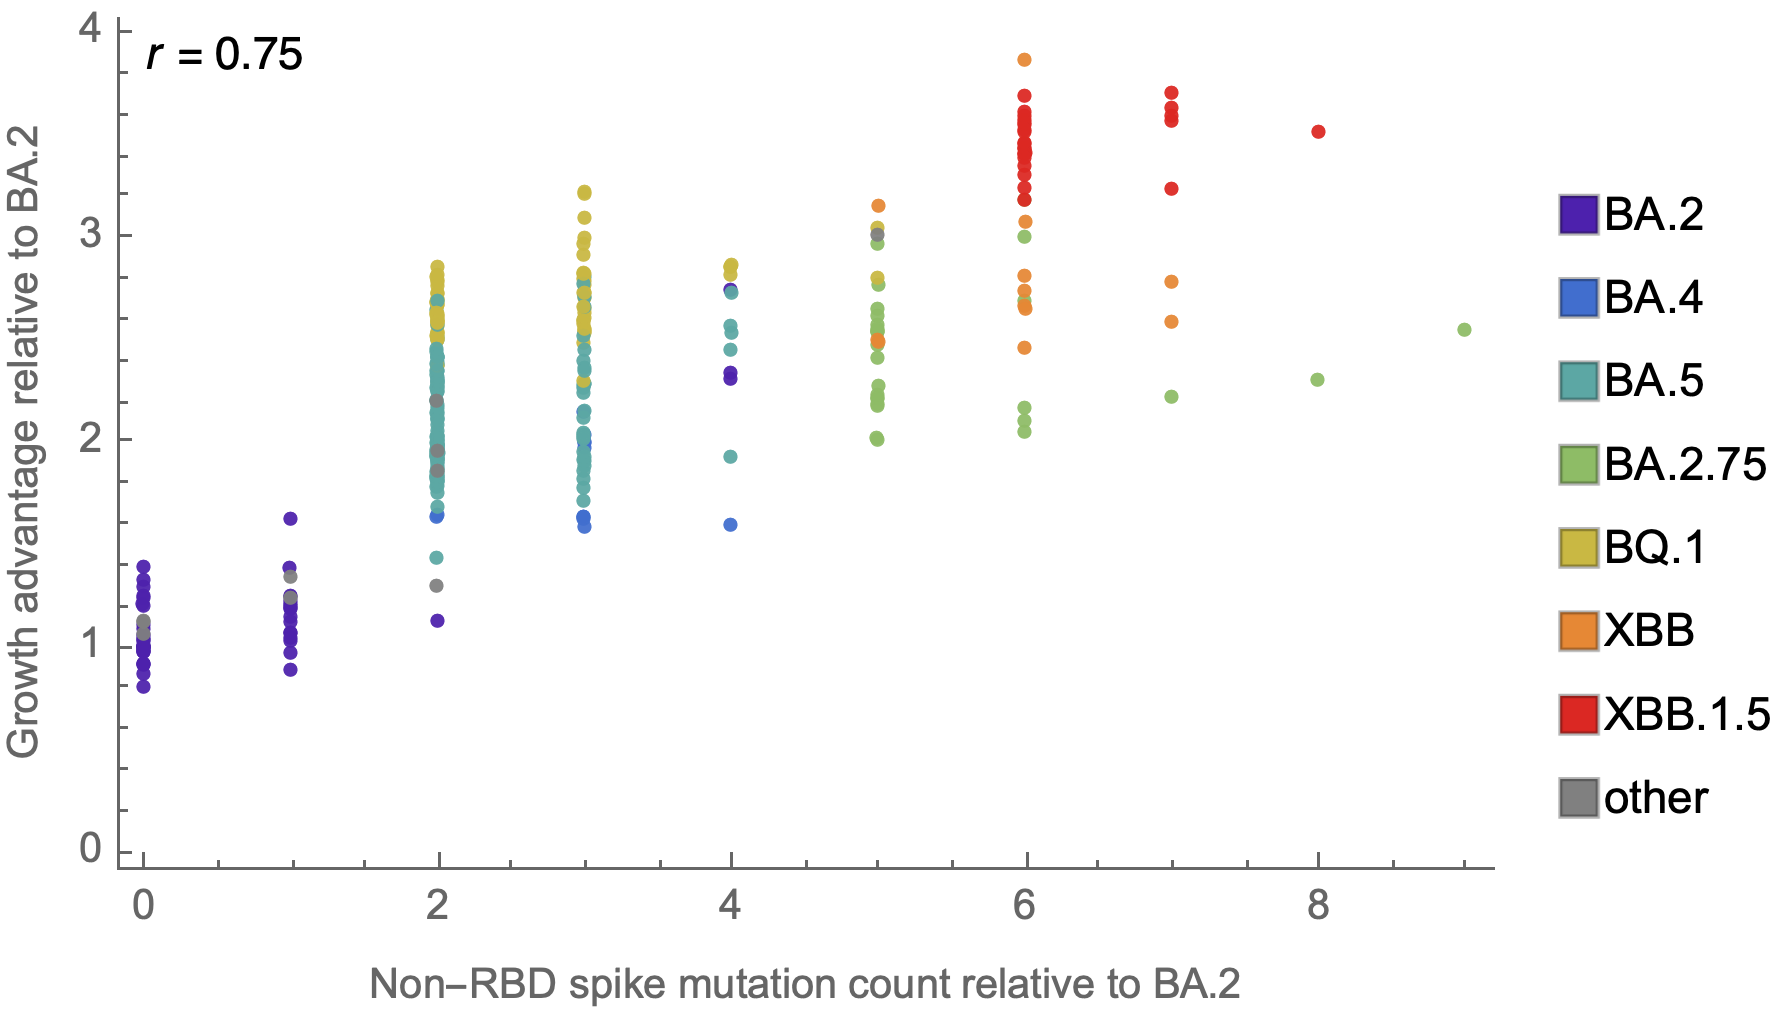 r = 0.75
Growth advantage relative to BA.2
4
3
2
1
0
0 2 4 6 8
Non–RBD spike mutation count relative to BA.2
BA.2
BA.4
BA.5
BA.2.75
BQ.1
XBB
XBB.1.5
other